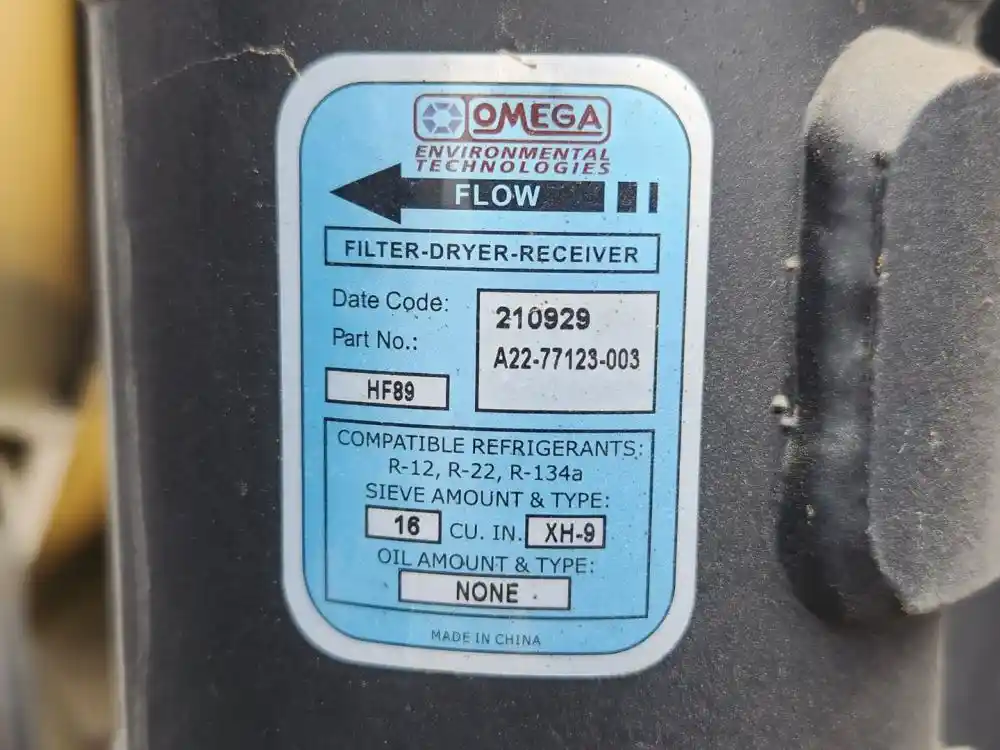 OMEGA
ENVIRONMENTAL
TECHNOLOGIES
FLOW
FILTER-DRYER-RECEIVER
Date Code: 210929
Part No.: A22-77123-003
HF89
COMPATIBLE REFRIGERANTS:
R-12, R-22, R-134a
SIEVE AMOUNT & TYPE:
16 CU. IN. XH-9
OIL AMOUNT & TYPE:
NONE
MADE IN CHINA